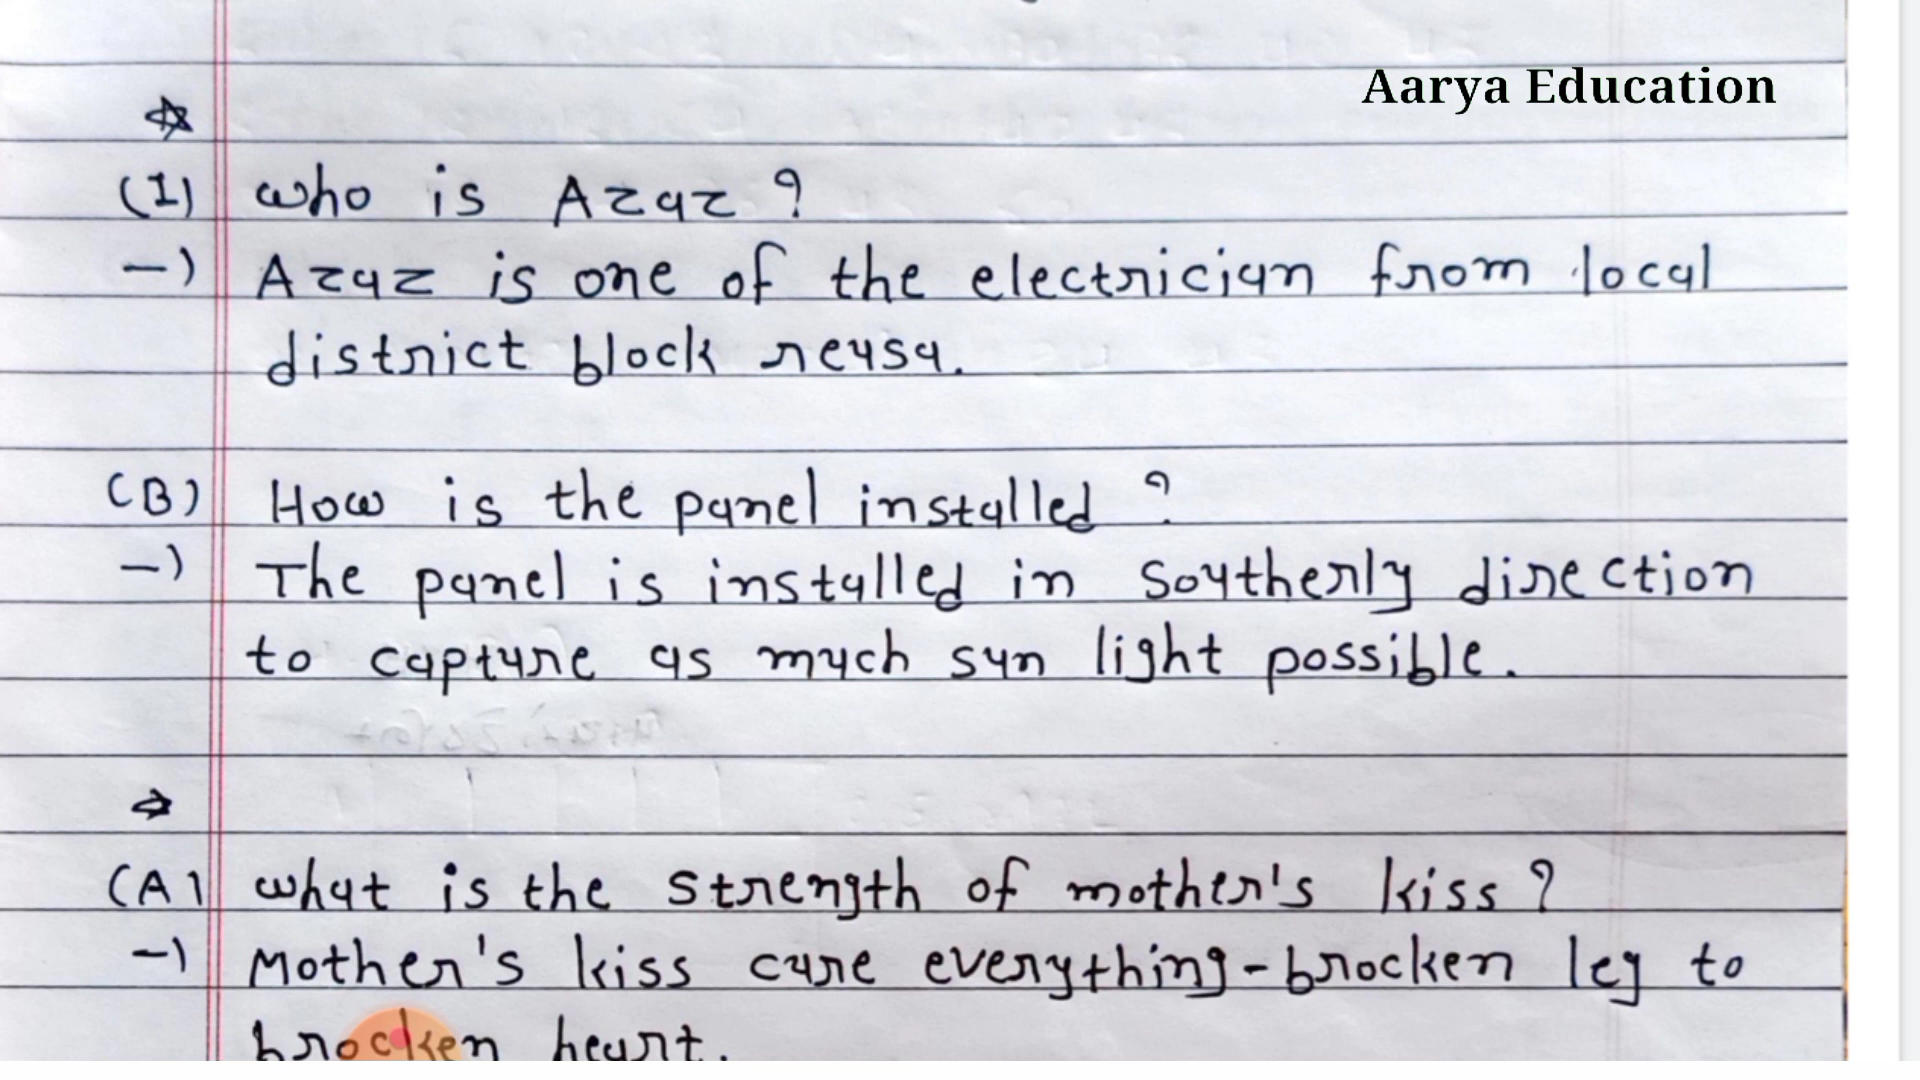 Aarya Education
(I) who is Azaz ?
→ Azaz is one of the electrician from local
district block reusa.
(B) How is the panel installed ?
→ The panel is installed in Southerly direction
to capture as much sun light possible.
(A) what is the strength of mother's kiss ?
→ Mother's kiss cure everything - brocken leg to
brocken heart.